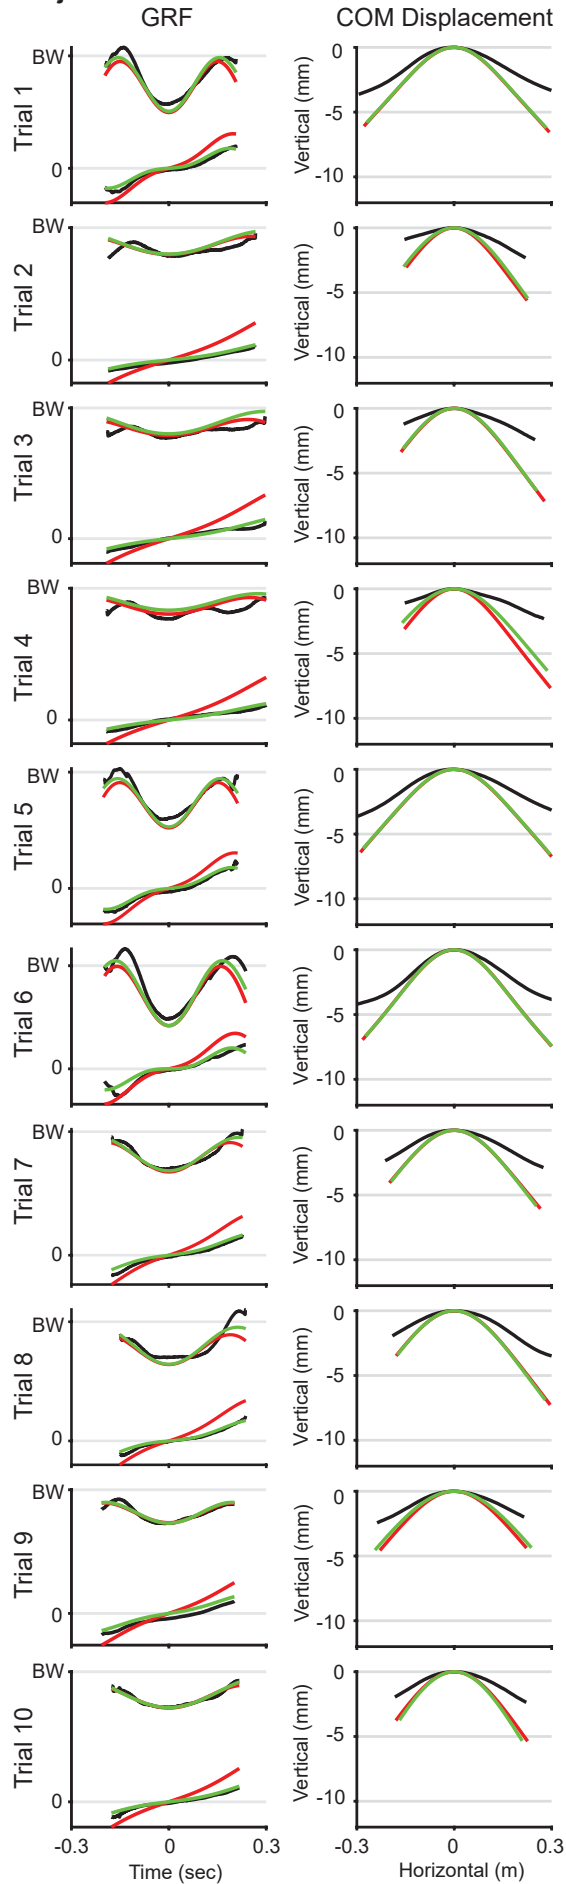 GRF COM Displacement
BW
0
Trial 1
Vertical (mm)
0
-5
-10
BW
0
Trial 2
Vertical (mm)
0
-5
-10
BW
0
Trial 3
Vertical (mm)
0
-5
-10
BW
0
Trial 4
Vertical (mm)
0
-5
-10
BW
0
Trial 5
Vertical (mm)
0
-5
-10
BW
0
Trial 6
Vertical (mm)
0
-5
-10
BW
0
Trial 7
Vertical (mm)
0
-5
-10
BW
0
Trial 8
Vertical (mm)
0
-5
-10
BW
0
Trial 9
Vertical (mm)
0
-5
-10
BW
0
Trial 10
Vertical (mm)
0
-5
-10
-0.3 0 0.3 -0.3 0 0.3
Time (sec) Horizontal (m)